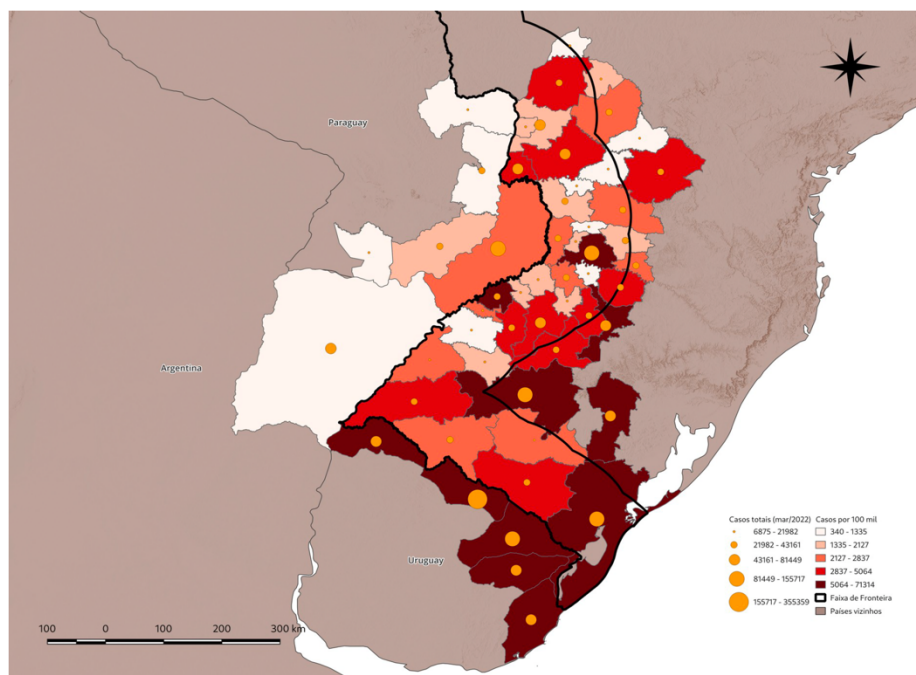 Paraguay
Argentina
Uruguay
Casos totais (mar/2022)
6875 - 21982
21982 - 43161
43161 - 81449
81449 - 155717
155717 - 355359
Casos por 100 mil
340 - 1335
1335 - 2127
2127 - 2837
2837 - 5064
5064 - 71314
Faixa de Fronteira
Países vizinhos
100 0 100 200 300 km